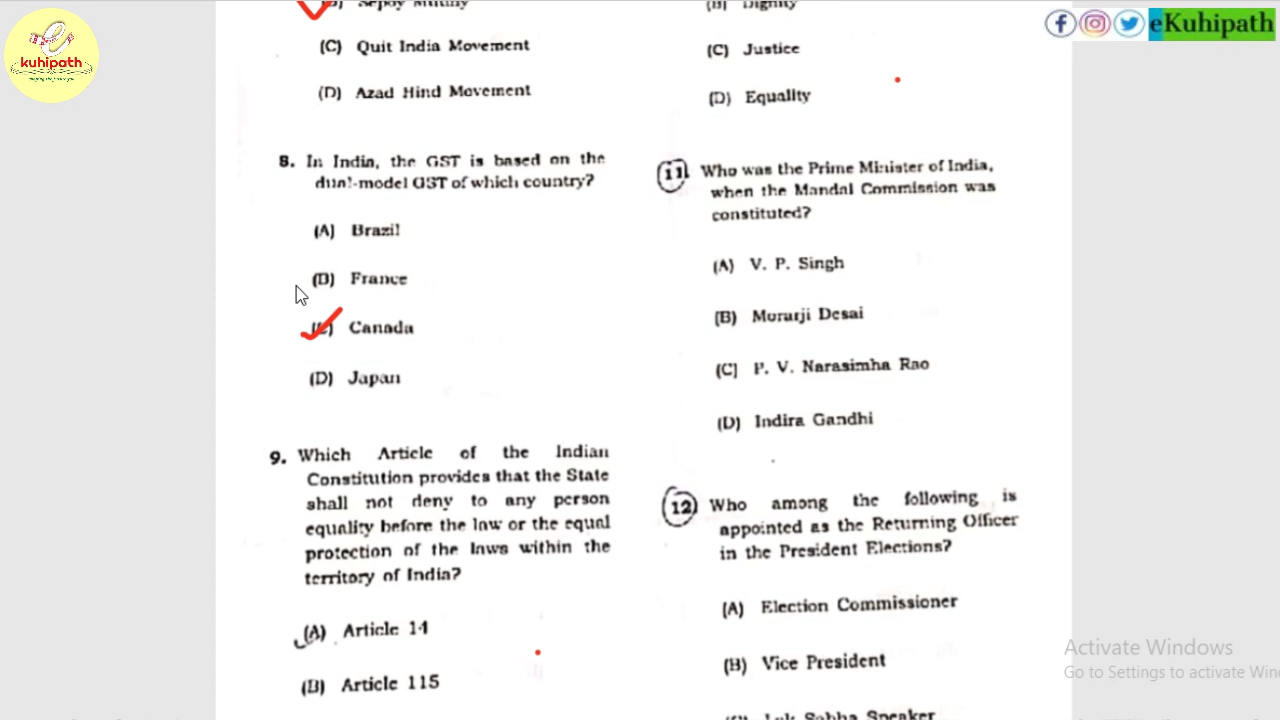 kuhipath
eKuhipath
(B) Sepoy Mutiny
(C) Quit India Movement
(D) Azad Hind Movement
8. In India, the GST is based on the
dual-model GST of which country?
(A) Brazil
(B) France
(C) Canada
(D) Japan
9. Which Article of the Indian
Constitution provides that the State
shall not deny to any person
equality before the law or the equal
protection of the laws within the
territory of India?
(A) Article 14
(B) Article 115
(B) Dignity
(C) Justice
(D) Equality
11. Who was the Prime Minister of India,
when the Mandal Commission was
constituted?
(A) V. P. Singh
(B) Morarji Desai
(C) P. V. Narasimha Rao
(D) Indira Gandhi
12. Who among the following is
appointed as the Returning Officer
in the President Elections?
(A) Election Commissioner
(B) Vice President
Lok Sabha Speaker
Activate Windows
Go to Settings to activate Win